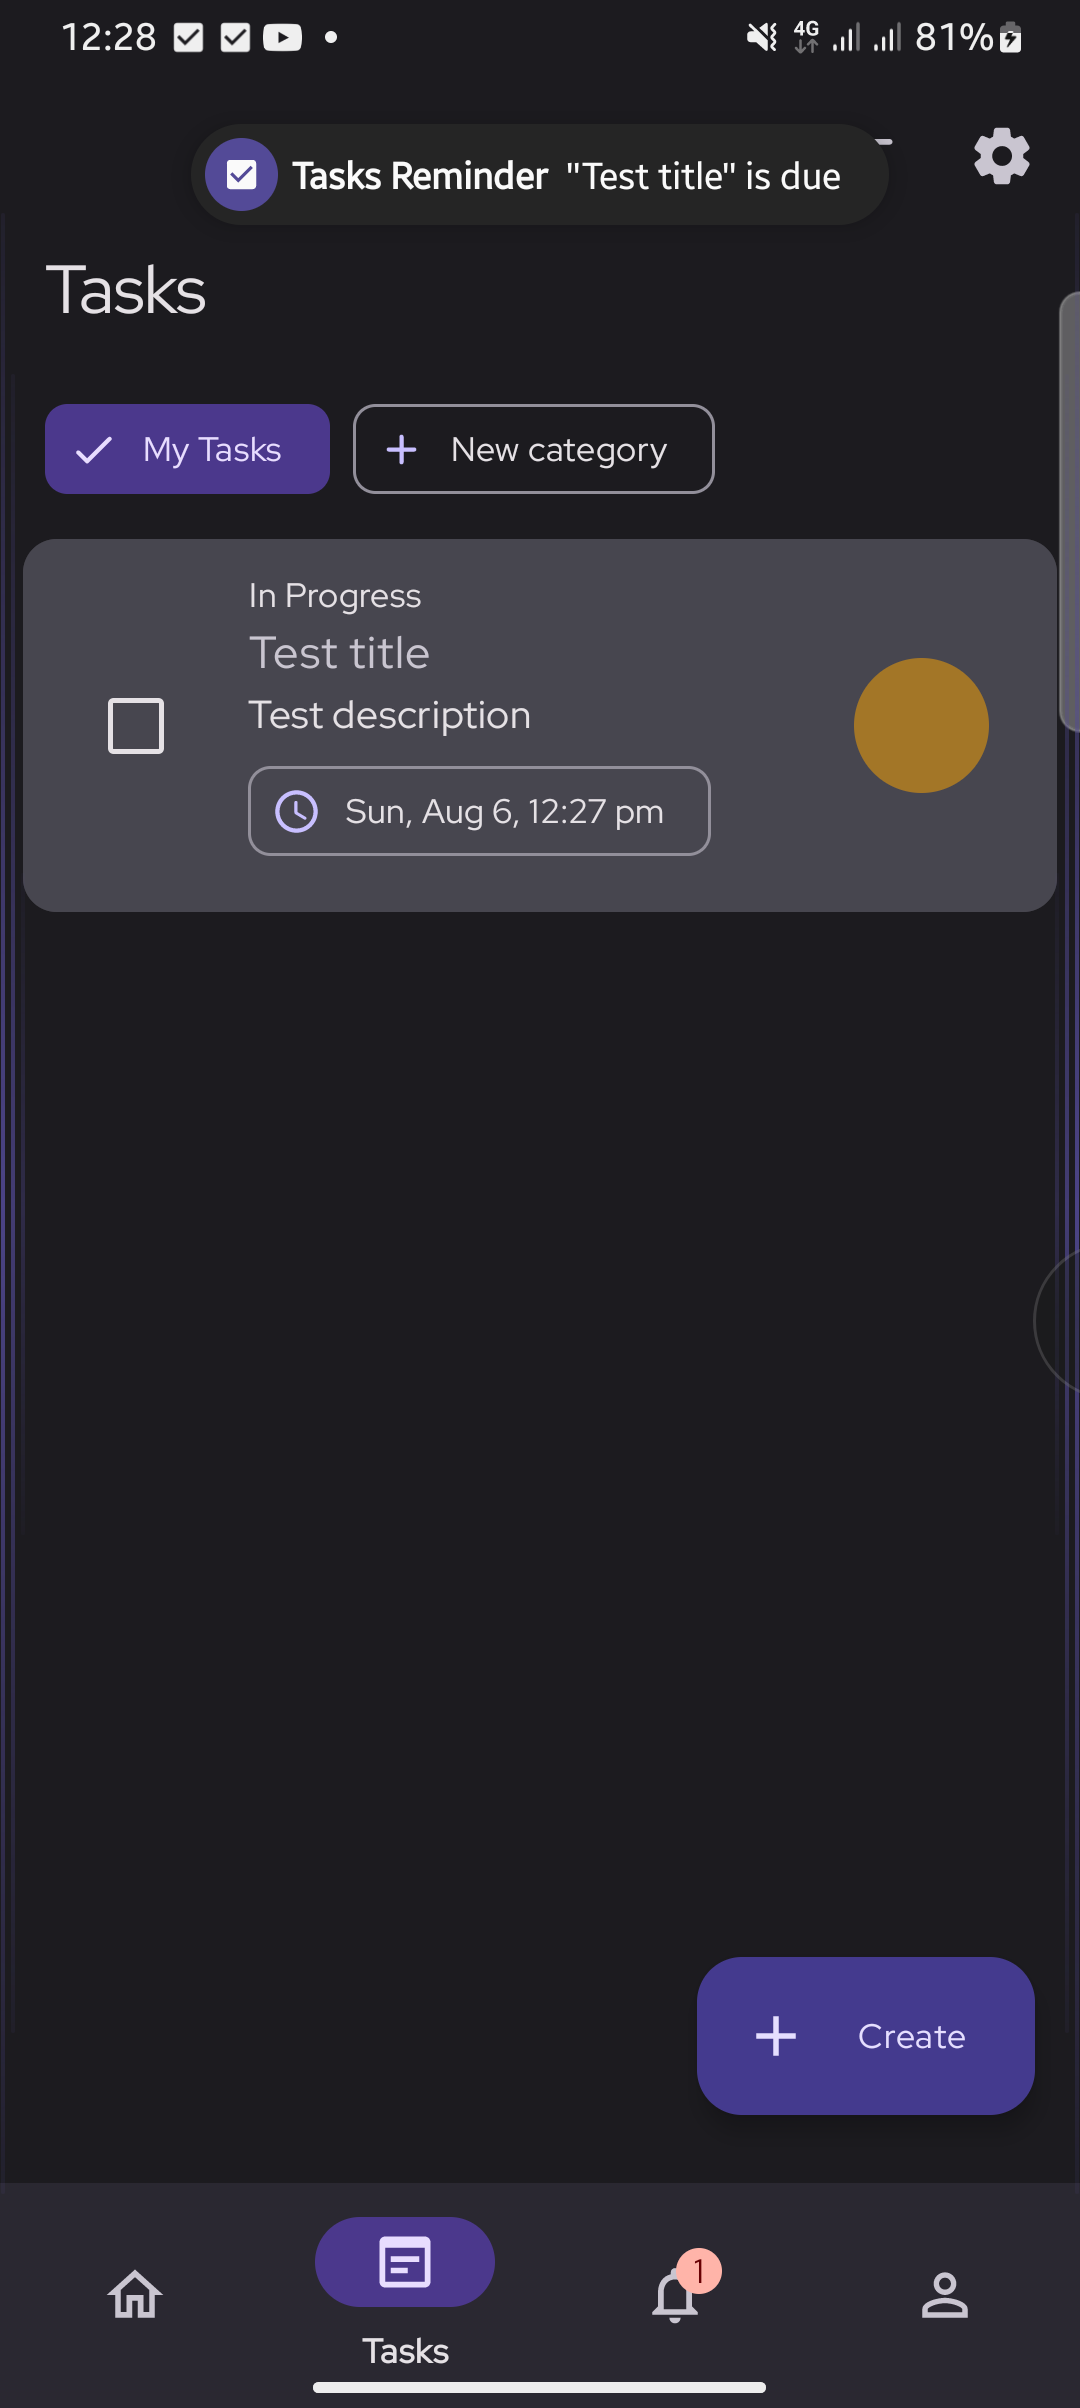 12:28
4G
81%
Tasks Reminder "Test title" is due
Tasks
My Tasks
New category
In Progress
Test title
Test description
Sun, Aug 6, 12:27 pm
Create
1
Tasks